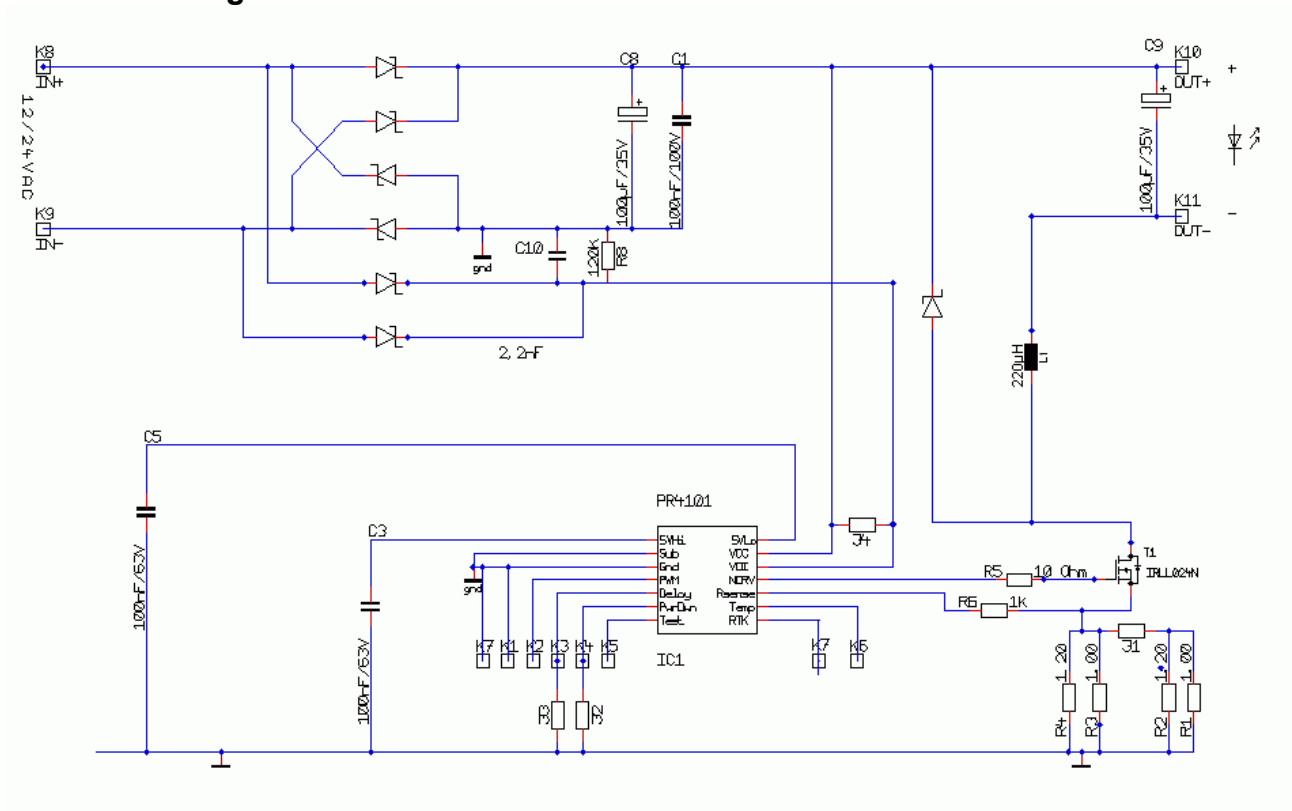 K8
IN+
12/24VAC
K9
IN-
C8
100µF/35V
C1
100nF/100V
C10
gnd
120K
R8
2,2nF
C9
K10
OUT+
+
100µF/35V
K11
OUT-
-
220µH
L1
C5
100nF/63V
C3
100nF/63V
PR4101
5VHi
Sub
Gnd
PWM
Delay
PwrDwn
Test
5VLo
VCC
NDRV
Rsense
Temp
RTK
IC1
gnd
J4
K7
K1
K2
K3
K4
K5
K7
K6
J3
J2
R5
10 Ohm
T1
IRLL024N
R6
1K
J1
1.20
R4
1.00
R3
1.20
R2
1.00
R1